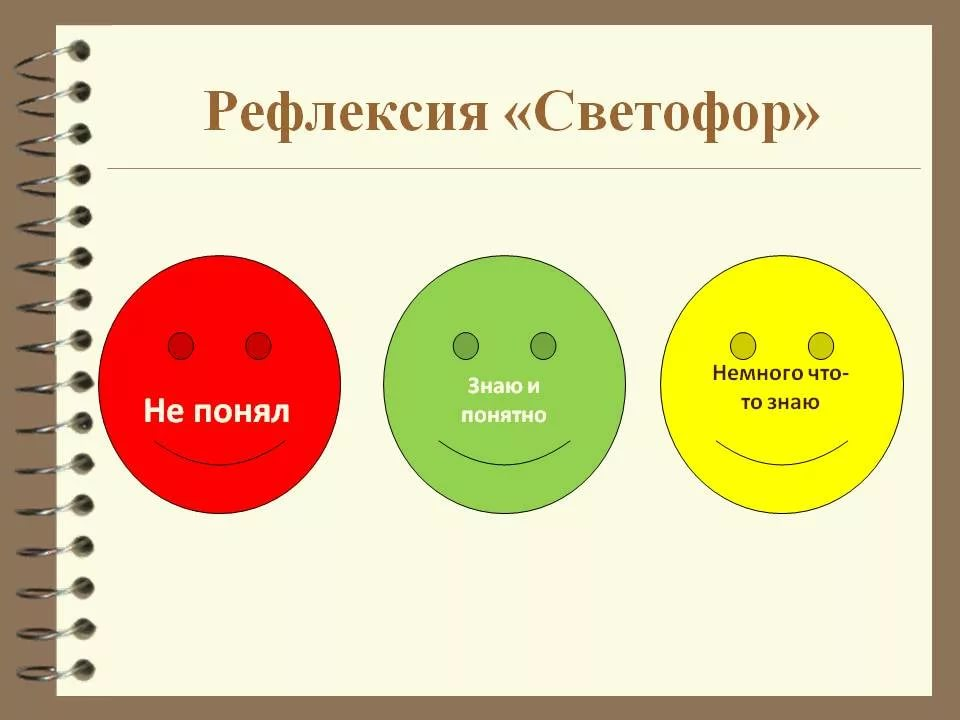 Рефлексия «Светофор»
Не понял
Знаю и
понятно
Немного что-
то знаю